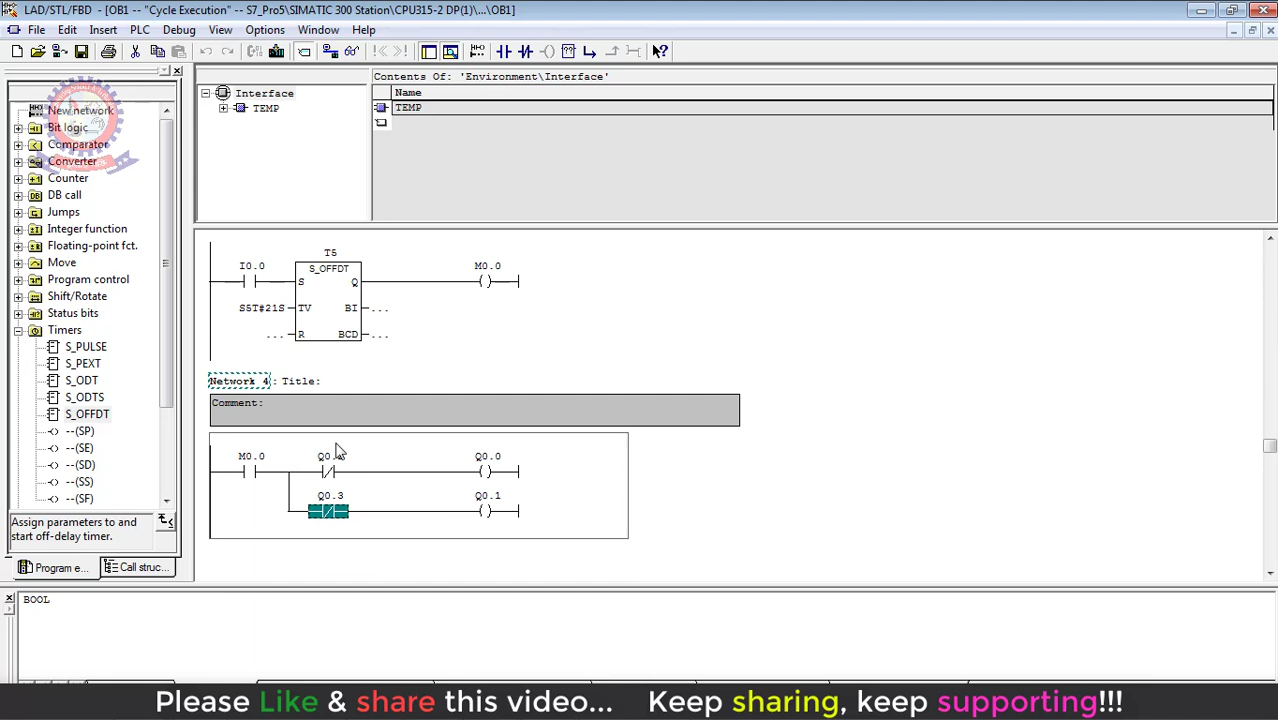 LAD/STL/FBD - [OB1 -- "Cycle Execution" -- S7_Pro5\SIMATIC 300 Station\CPU315-2 DP(1)\...\OB1]
File Edit Insert PLC Debug View Options Window Help
Contents Of: 'Environment\Interface'
Interface
TEMP
Name
TEMP
New network
Bit logic
Comparator
Converter
Counter
DB call
Jumps
Integer function
Floating-point fct.
Move
Program control
Shift/Rotate
Status bits
Timers
S_PULSE
S_PEXT
S_ODT
S_ODTS
S_OFFDT
--(SP)
--(SE)
--(SD)
--(SS)
--(SF)
Assign parameters to and
start off-delay timer.
Program e... Call struc...
T5
I0.0 S_OFFDT M0.0
S Q
S5T#21S TV BI ...
... R BCD ...
Network 4 : Title:
Comment:
M0.0 Q0.0
Q0.3 Q0.1
BOOL
Please Like & share this video... Keep sharing, keep supporting!!!